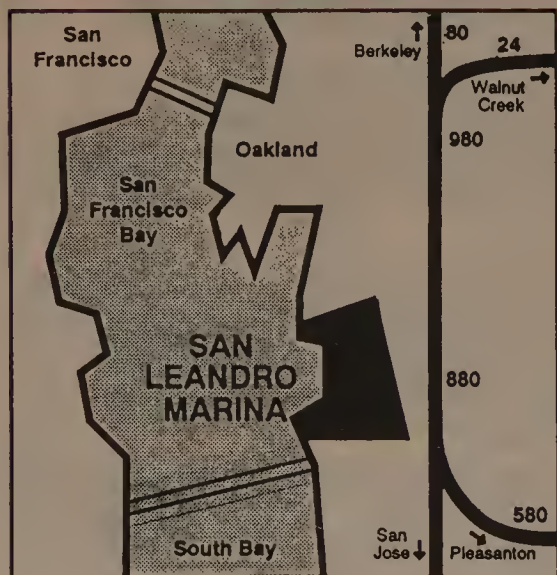 San
Francisco
Berkeley
80
24
Walnut
Creek
980
Oakland
San
Francisco
Bay
SAN
LEANDRO
MARINA
880
580
San
Jose
Pleasanton
South Bay